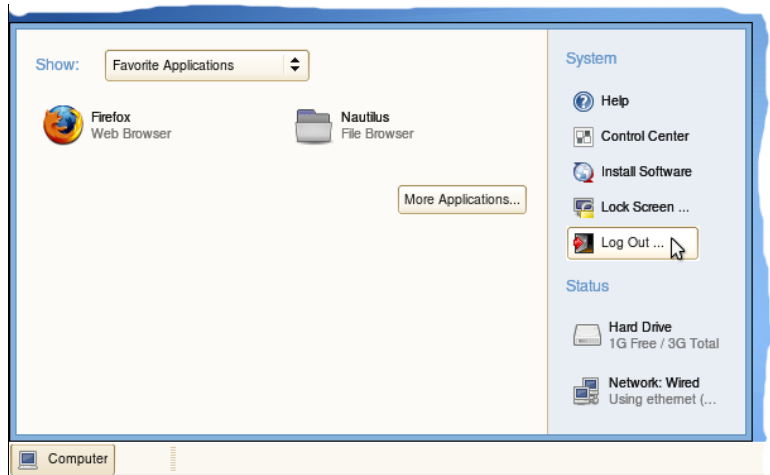 Show:
Favorite Applications
Firefox
Web Browser
Nautilus
File Browser
More Applications...
System
Help
Control Center
Install Software
Lock Screen ...
Log Out ...
Status
Hard Drive
1G Free / 3G Total
Network: Wired
Using ethernet (...
Computer